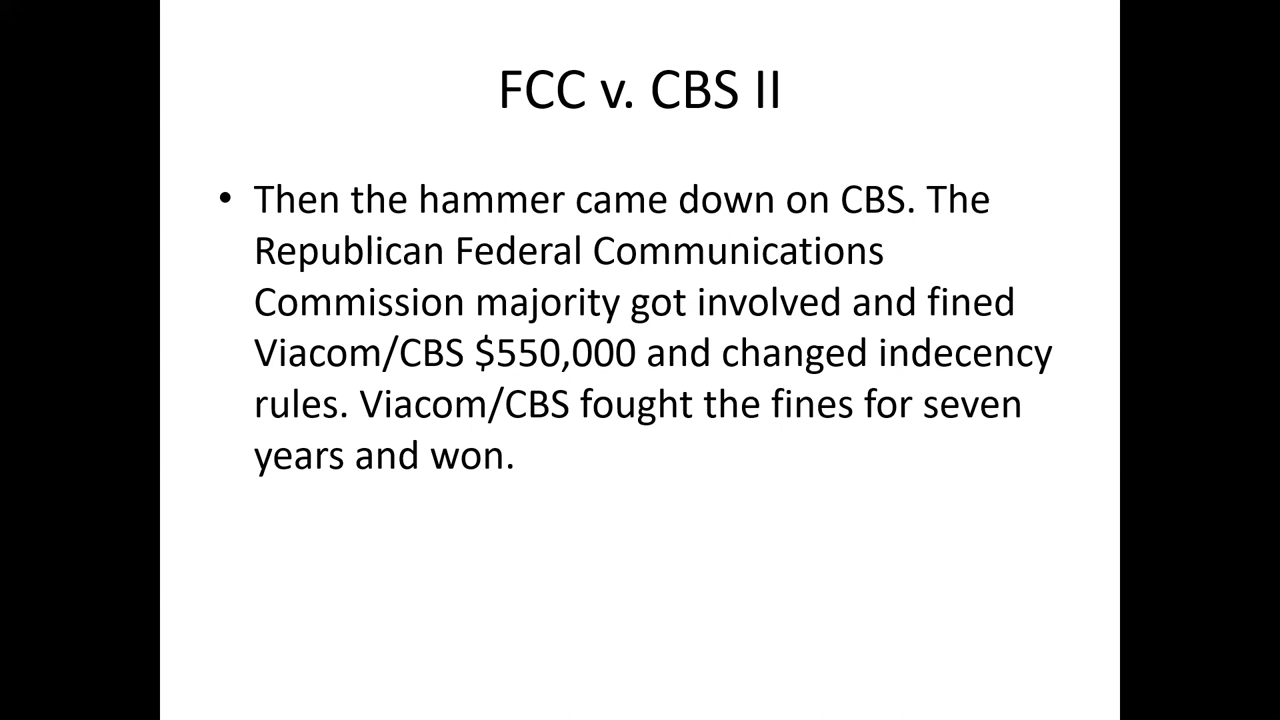 FCC v. CBS II
• Then the hammer came down on CBS. The
Republican Federal Communications
Commission majority got involved and fined
Viacom/CBS $550,000 and changed indecency
rules. Viacom/CBS fought the fines for seven
years and won.